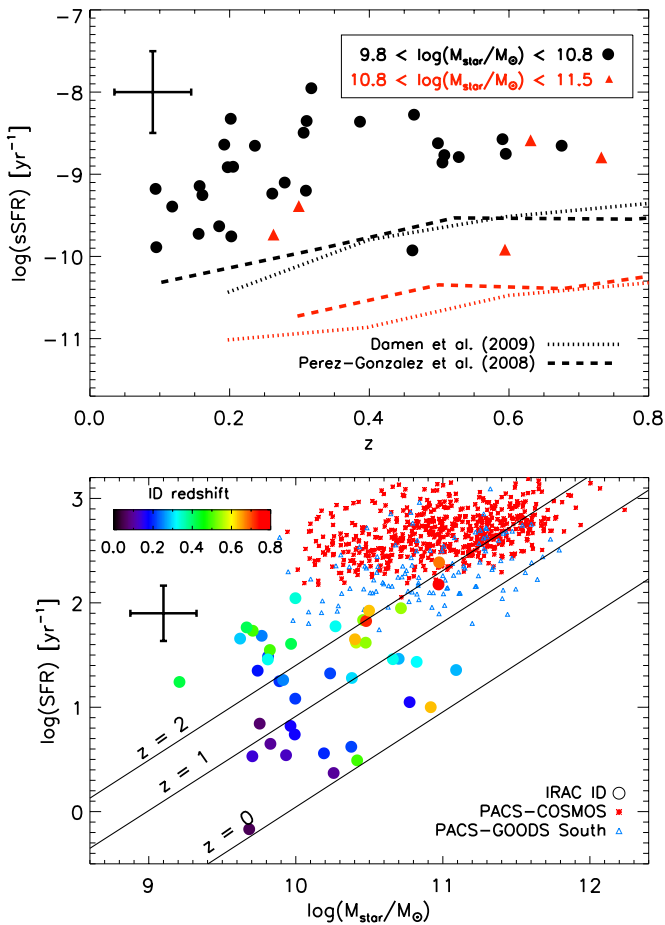 9.8 < log(Mstar/M⊙) < 10.8
10.8 < log(Mstar/M⊙) < 11.5
-7
-8
-9
-10
-11
log(sSFR) [yr⁻¹]
Damen et al. (2009)
Perez-Gonzalez et al. (2008)
0.0 0.2 0.4 0.6 0.8
z
ID redshift
0.0 0.2 0.4 0.6 0.8
3
2
1
0
log(SFR) [yr⁻¹]
z = 2
z = 1
z = 0
IRAC ID
PACS-COSMOS
PACS-GOODS South
9 10 11 12
log(Mstar/M⊙)